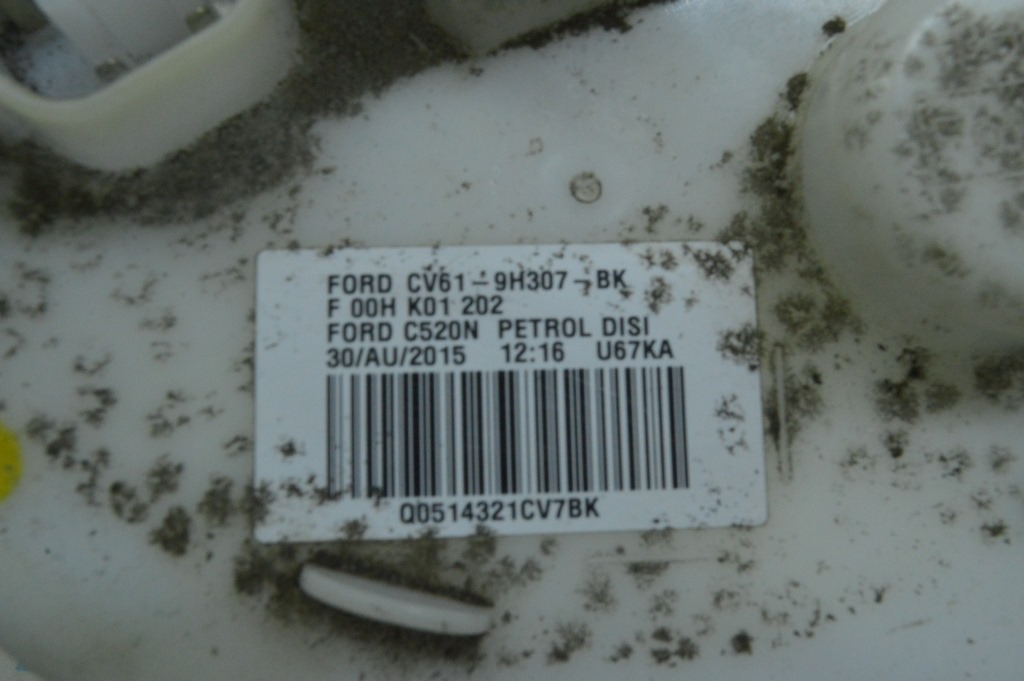 FORD CV61-9H307-BK
F 00H K01 202
FORD C520N PETROL DISI
30/AU/2015 12:16 U67KA
Q0514321CV7BK